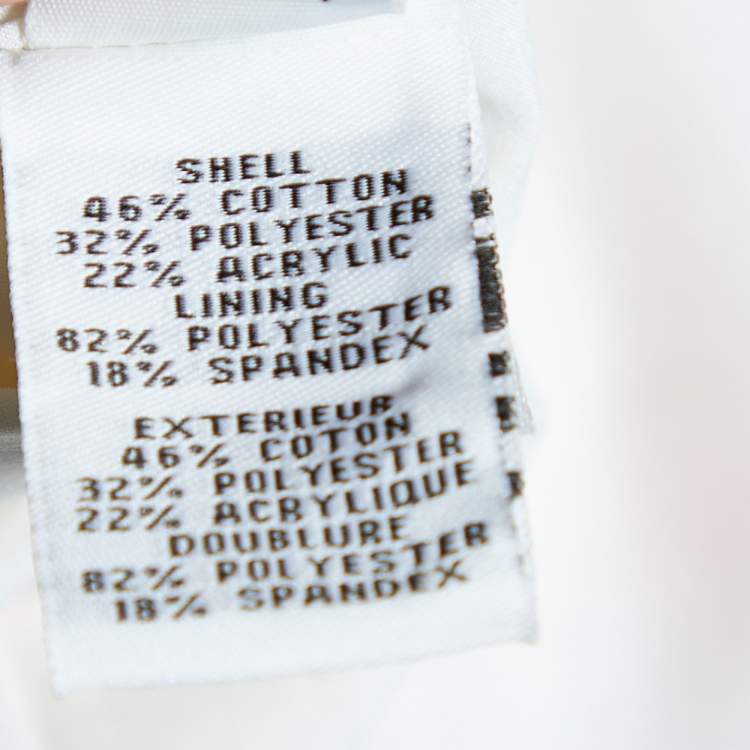 SHELL
46% COTTON
32% POLYESTER
22% ACRYLIC
LINING
82% POLYESTER
18% SPANDEX
EXTERIEUR
46% COTON
32% POLYESTER
22% ACRYLIQUE
DOUBLURE
82% POLYESTER
18% SPANDEX